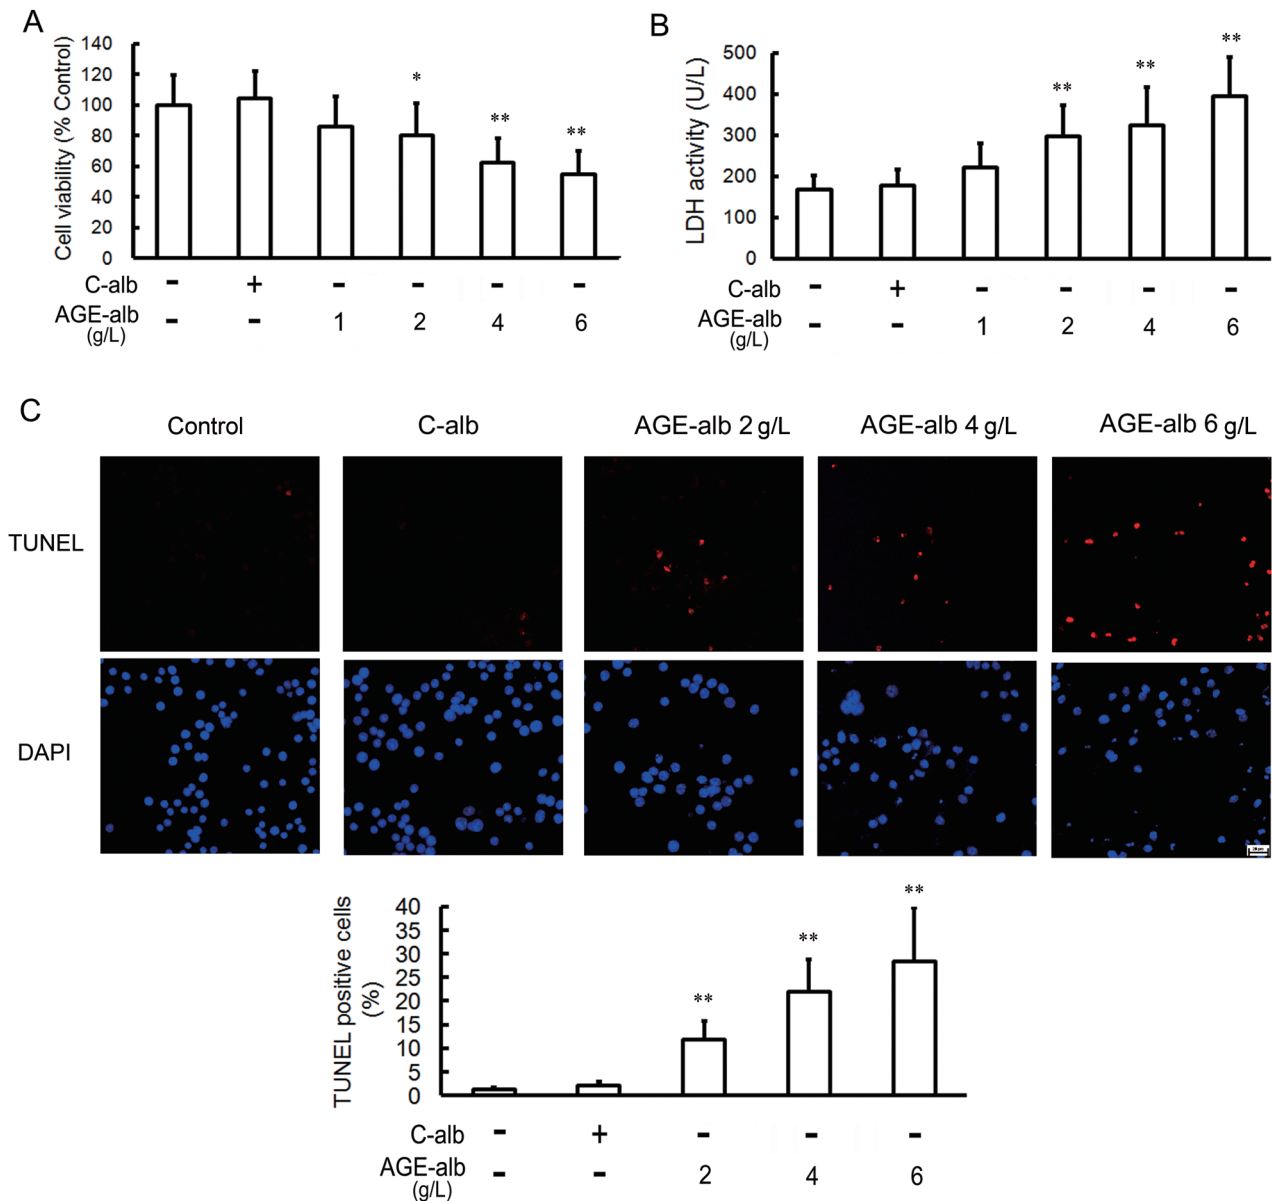 A
Cell viability (% Control)
140
120
100
80
60
40
20
0
*
**
**
C-alb - + - - - -
AGE-alb - - 1 2 4 6
(g/L)
B
LDH activity (U/L)
500
400
300
200
100
0
**
**
**
C-alb - + - - - -
AGE-alb - - 1 2 4 6
(g/L)
C
Control C-alb AGE-alb 2 g/L AGE-alb 4 g/L AGE-alb 6 g/L
TUNEL
DAPI
TUNEL positive cells
(%)
40
35
30
25
20
15
10
5
0
**
**
**
C-alb - + - - -
AGE-alb - - 2 4 6
(g/L)